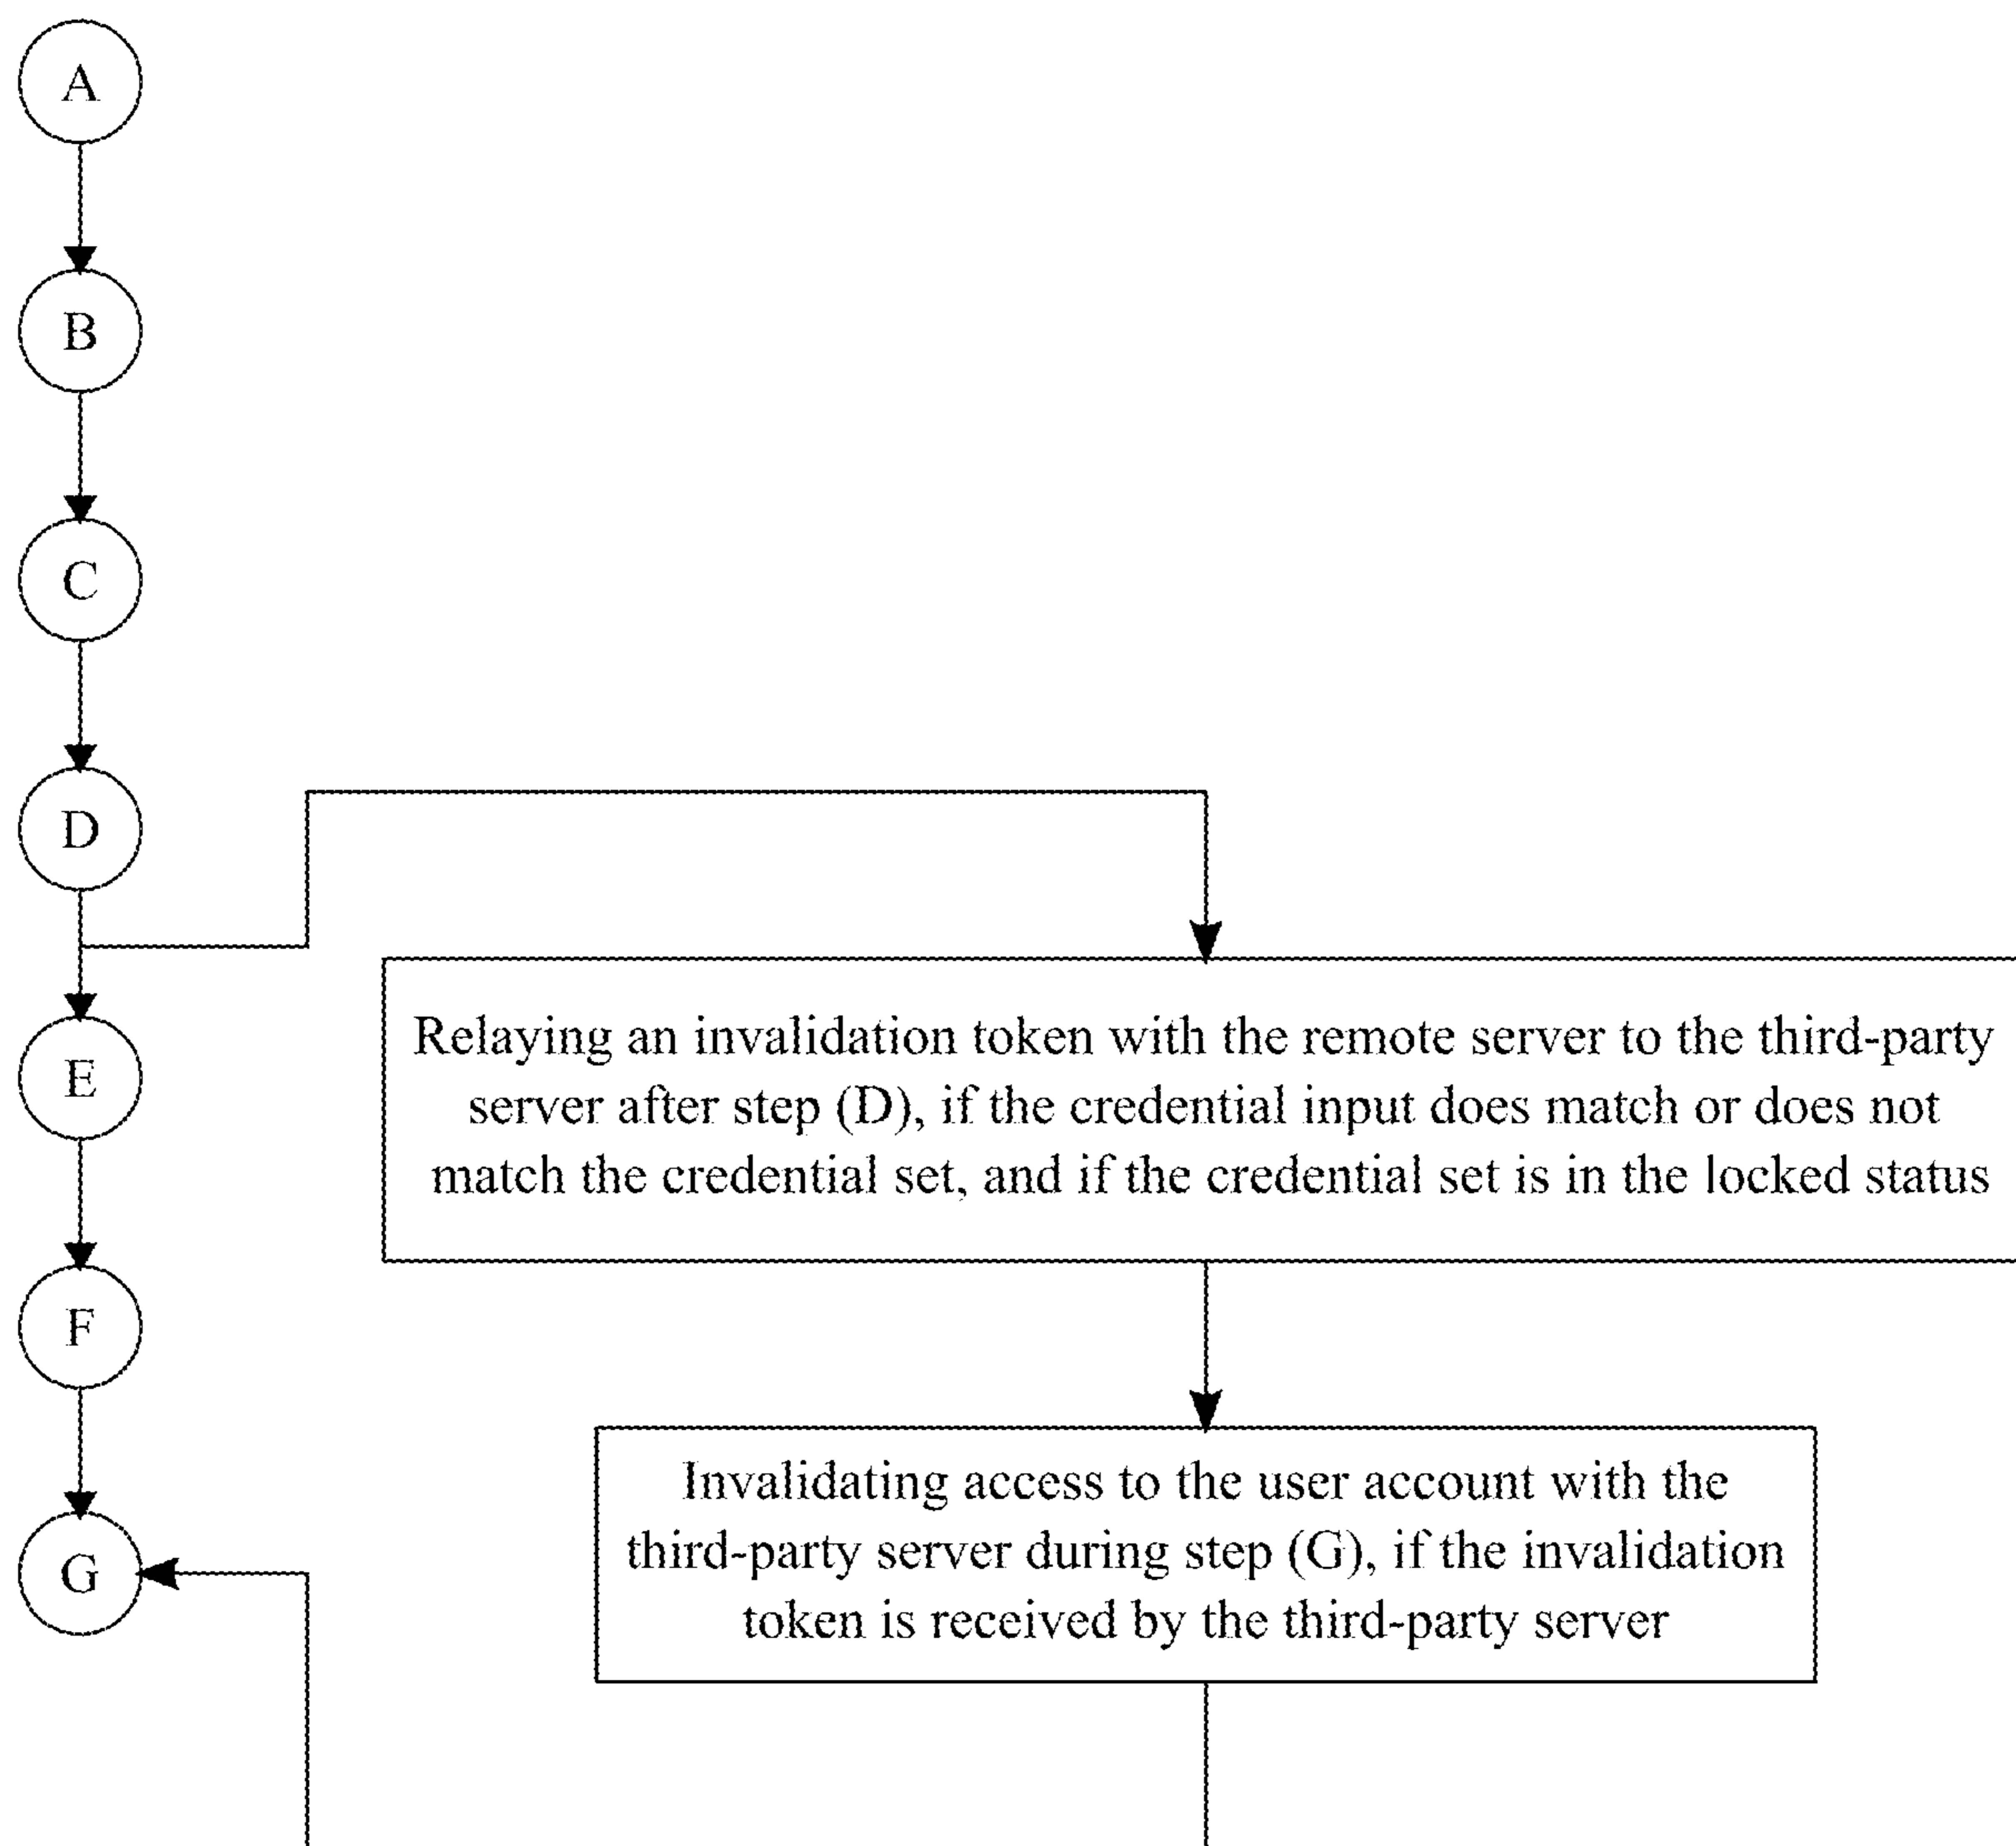 A
B
C
D
E
F
G
Relaying an invalidation token with the remote server to the third-party
server after step (D), if the credential input does match or does not
match the credential set, and if the credential set is in the locked status
Invalidating access to the user account with the
third-party server during step (G), if the invalidation
token is received by the third-party server